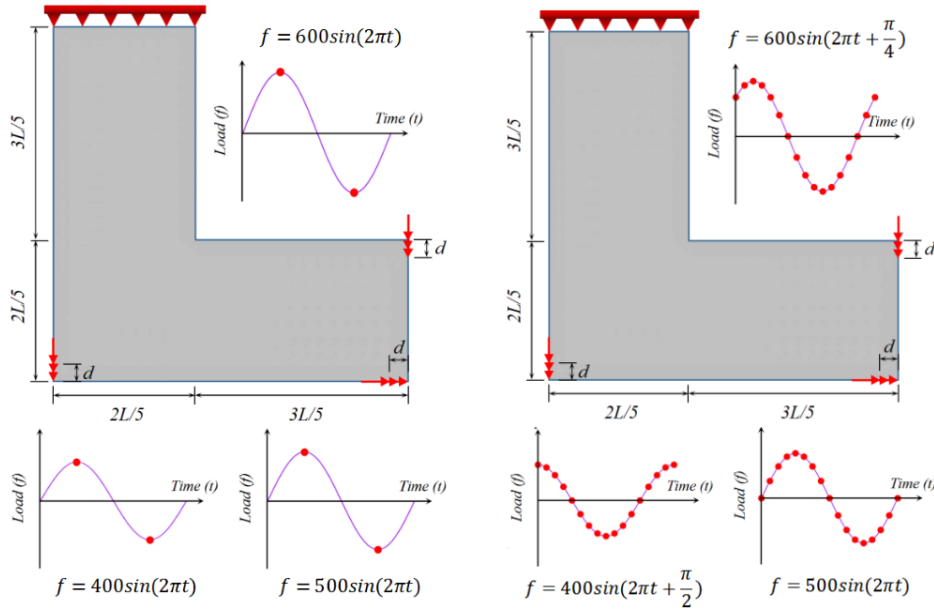 f = 600sin(2πt)
Load (f)
Time (t)
3L/5
2L/5
d
d
d
2L/5
3L/5
Load (f)
Time (t)
f = 400sin(2πt)
Load (f)
Time (t)
f = 500sin(2πt)
f = 600sin(2πt + π/4)
Load (f)
Time (t)
3L/5
2L/5
d
d
d
2L/5
3L/5
Load (f)
Time (t)
f = 400sin(2πt + π/2)
Load (f)
Time (t)
f = 500sin(2πt)